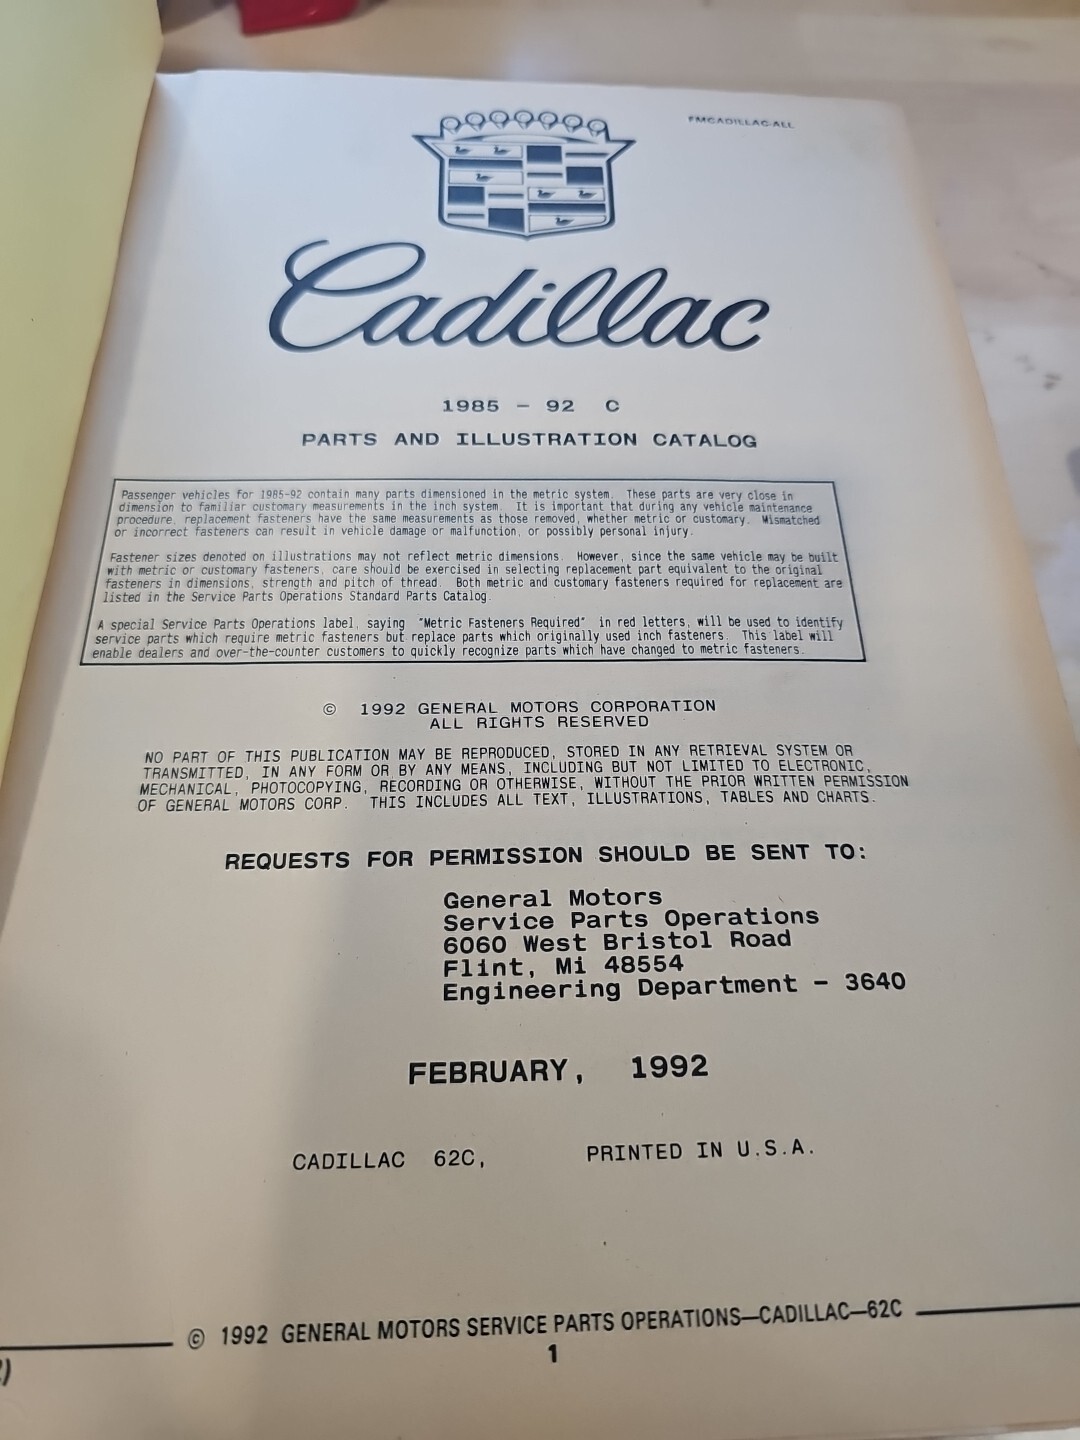 FMCADILLAC-ALL
Cadillac
1985 - 92 C
PARTS AND ILLUSTRATION CATALOG
Passenger vehicles for 1985-92 contain many parts dimensioned in the metric system. These parts are very close in
dimension to familiar customary measurements in the inch system. It is important that during any vehicle maintenance
procedure, replacement fasteners have the same measurements as those removed, whether metric or customary. Mismatched
or incorrect fasteners can result in vehicle damage or malfunction, or possibly personal injury.
Fastener sizes denoted on illustrations may not reflect metric dimensions. However, since the same vehicle may be built
with metric or customary fasteners, care should be exercised in selecting replacement part equivalent to the original
fasteners in dimensions, strength and pitch of thread. Both metric and customary fasteners required for replacement are
listed in the Service Parts Operations Standard Parts Catalog.
A special Service Parts Operations label, saying "Metric Fasteners Required" in red letters, will be used to identify
service parts which require metric fasteners but replace parts which originally used inch fasteners. This label will
enable dealers and over-the-counter customers to quickly recognize parts which have changed to metric fasteners.
© 1992 GENERAL MOTORS CORPORATION
ALL RIGHTS RESERVED
NO PART OF THIS PUBLICATION MAY BE REPRODUCED, STORED IN ANY RETRIEVAL SYSTEM OR
TRANSMITTED, IN ANY FORM OR BY ANY MEANS, INCLUDING BUT NOT LIMITED TO ELECTRONIC,
MECHANICAL, PHOTOCOPYING, RECORDING OR OTHERWISE, WITHOUT THE PRIOR WRITTEN PERMISSION
OF GENERAL MOTORS CORP. THIS INCLUDES ALL TEXT, ILLUSTRATIONS, TABLES AND CHARTS.
REQUESTS FOR PERMISSION SHOULD BE SENT TO:
General Motors
Service Parts Operations
6060 West Bristol Road
Flint, Mi 48554
Engineering Department - 3640
FEBRUARY, 1992
CADILLAC 62C, PRINTED IN U.S.A.
© 1992 GENERAL MOTORS SERVICE PARTS OPERATIONS—CADILLAC—62C
1